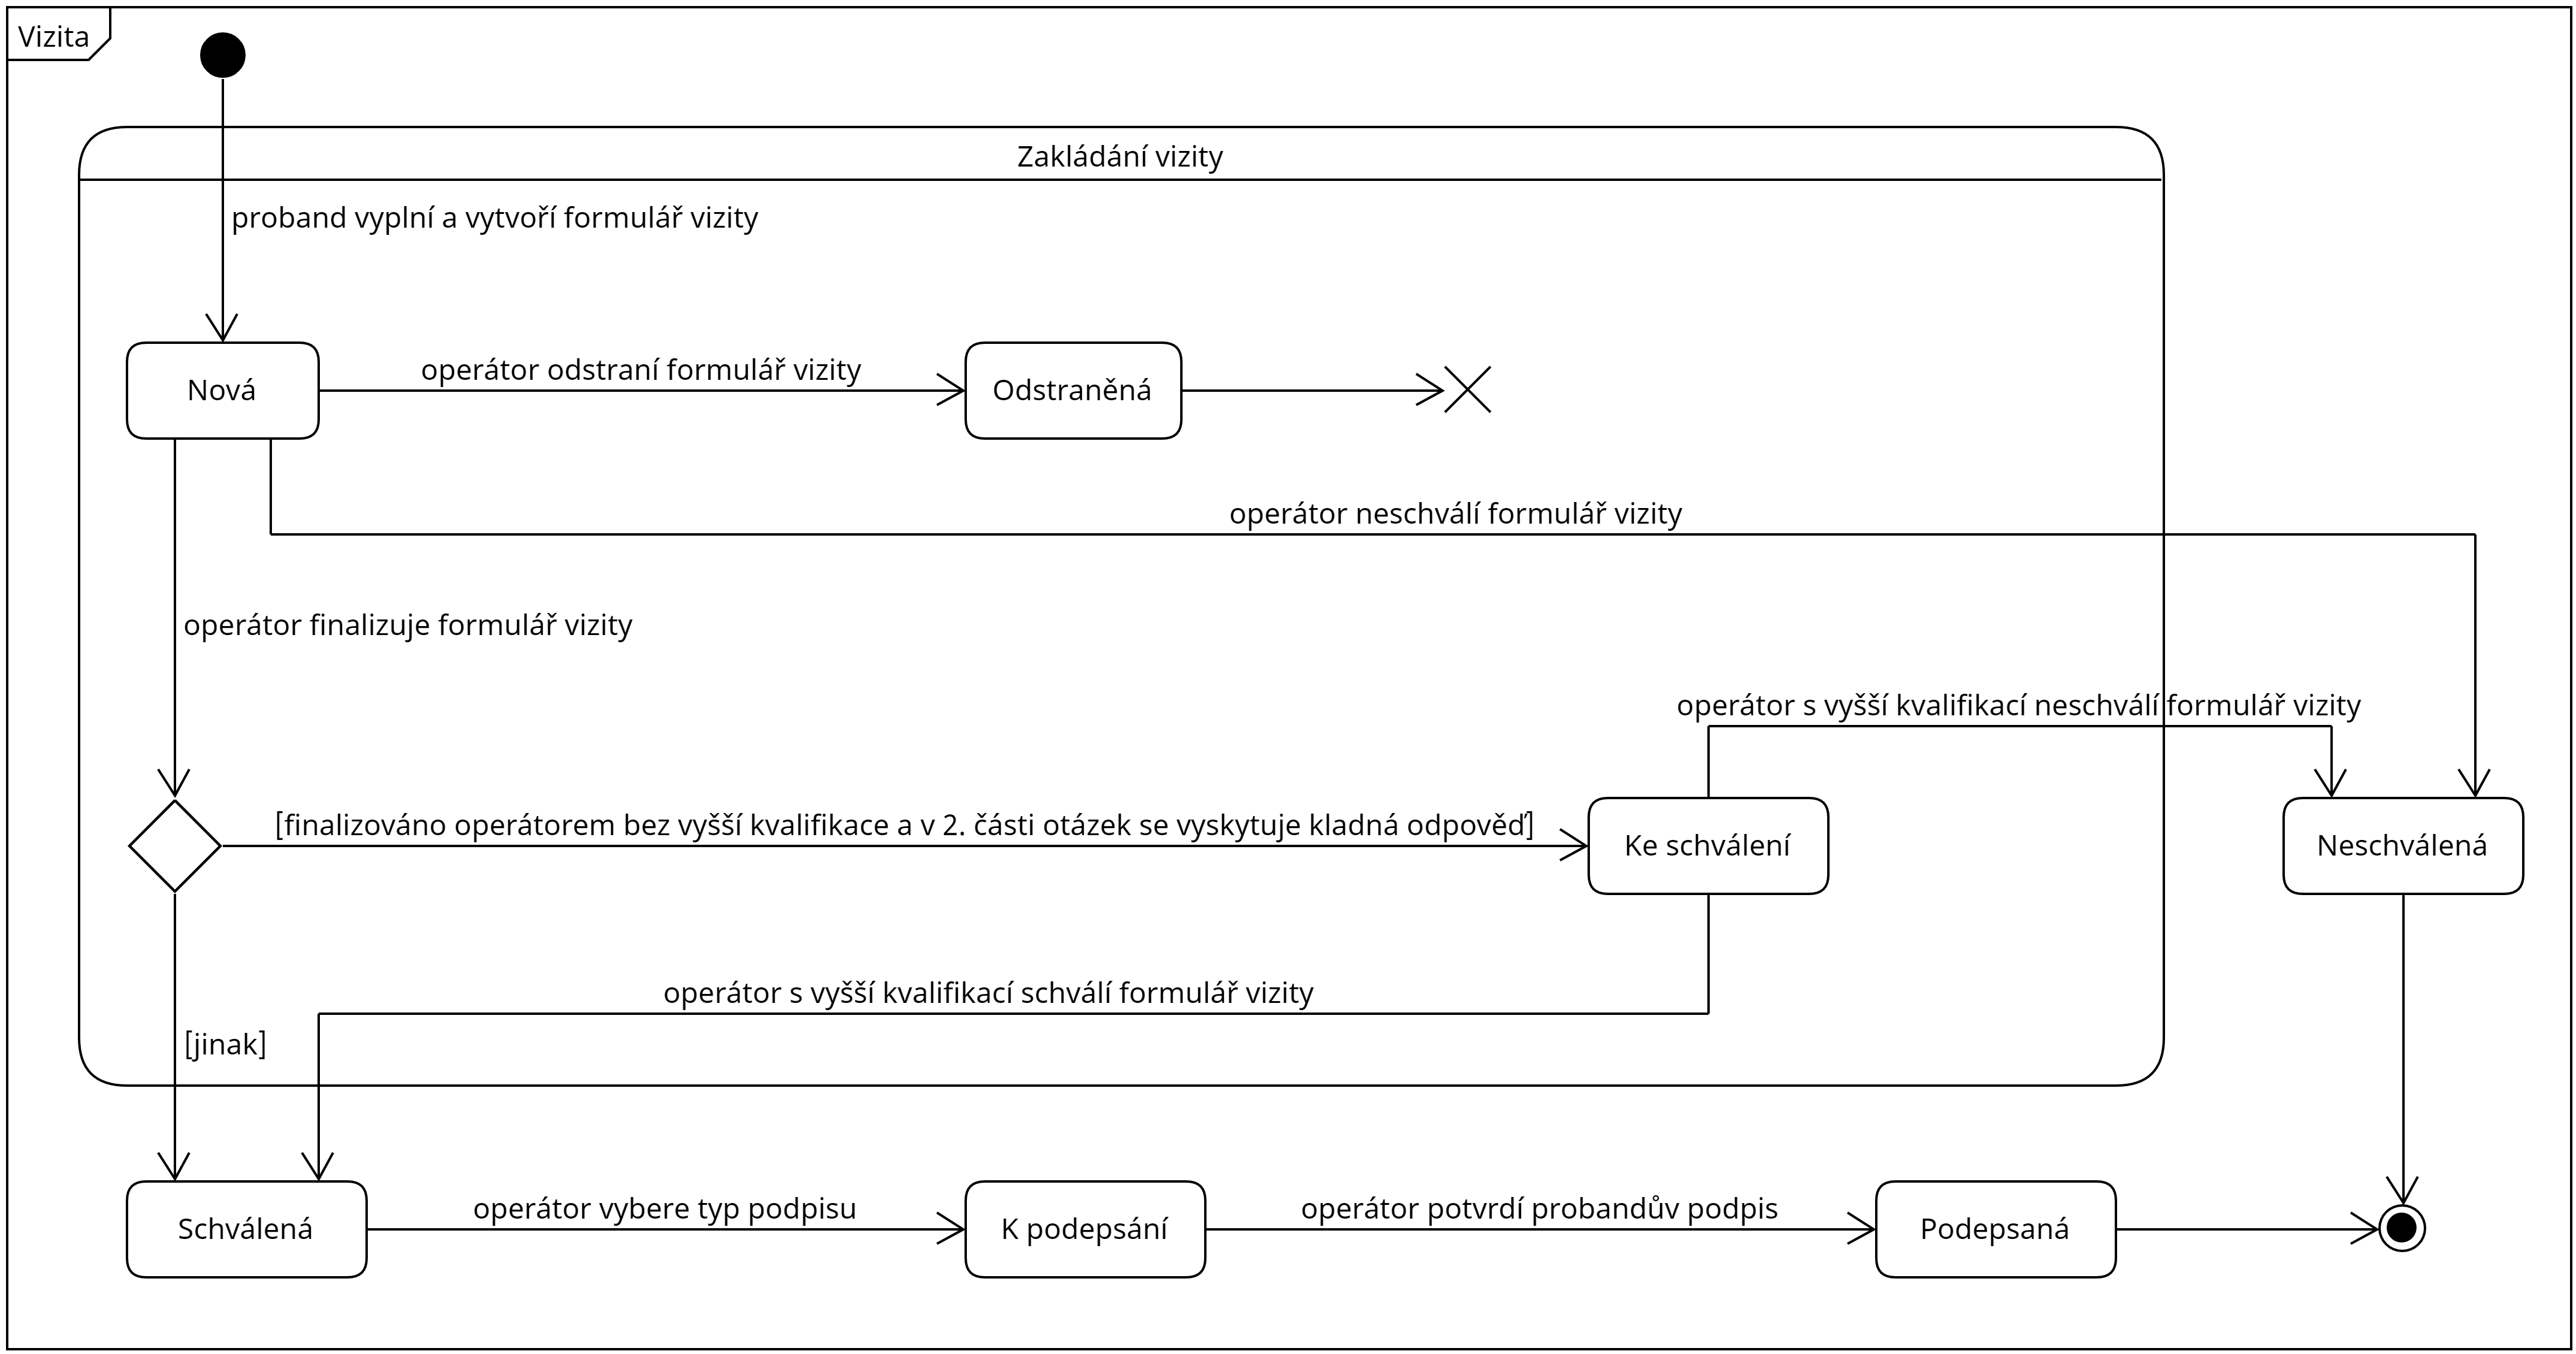 Vizita
Zakládání vizity
proband vyplní a vytvoří formulář vizity
Nová
operátor odstraní formulář vizity
Odstraněná
operátor neschválí formulář vizity
operátor finalizuje formulář vizity
operátor s vyšší kvalifikací neschválí formulář vizity
[finalizováno operátorem bez vyšší kvalifikace a v 2. části otázek se vyskytuje kladná odpověď]
Ke schválení
Neschválená
operátor s vyšší kvalifikací schválí formulář vizity
[jinak]
Schválená
operátor vybere typ podpisu
K podepsání
operátor potvrdí probandův podpis
Podepsaná